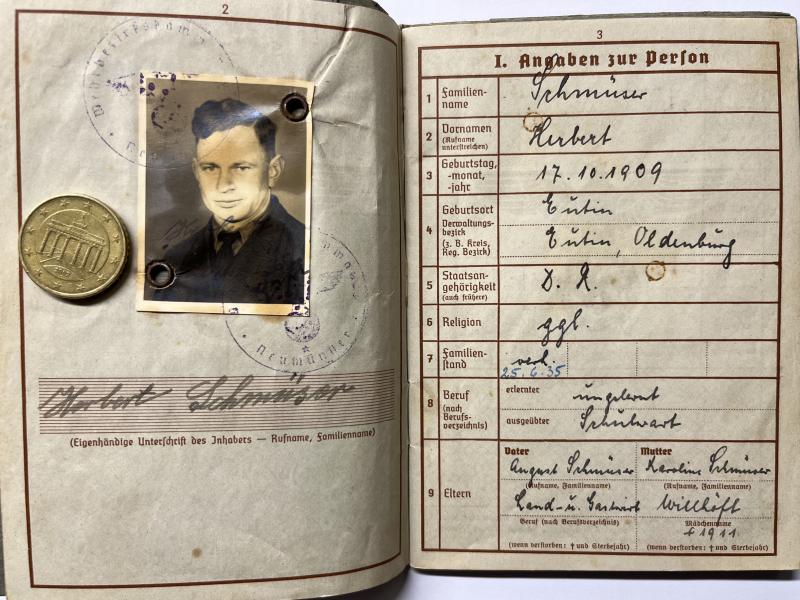 2
Wehrbezirkskommando
Neumünster
Neumünster
Herbert Schmüser
(Eigenhändige Unterschrift des Inhabers — Rufname, Familienname)
3
I. Angaben zur Person
1 Familien-
name
Schmüser
2 Vornamen
(Rufname
unterstreichen)
Herbert
3 Geburtstag,
-monat,
-jahr
17.10.1909
4 Geburtsort
Verwaltungs-
bezirk
(z. B. Kreis,
Reg. Bezirk)
Eutin
Eutin, Oldenburg
5 Staatsan-
gehörigkeit
(auch frühere)
D. R.
6 Religion
ggl.
7 Familien-
stand
verh.
25.6.35
8 Beruf
(nach
Berufs-
verzeichnis)
erlernter
ungelernt
ausgeübter
Schulwart
9 Eltern
Vater
August Schmüser
(Rufname, Familienname)
Land- u. Gastwirt
Beruf (nach Berufsverzeichnis)
(wenn verstorben: † und Sterbejahr)
Mutter
Karoline Schmüser
(Rufname, Familienname)
Willhöft
Mädchenname
† 1911
(wenn verstorben: † und Sterbejahr)